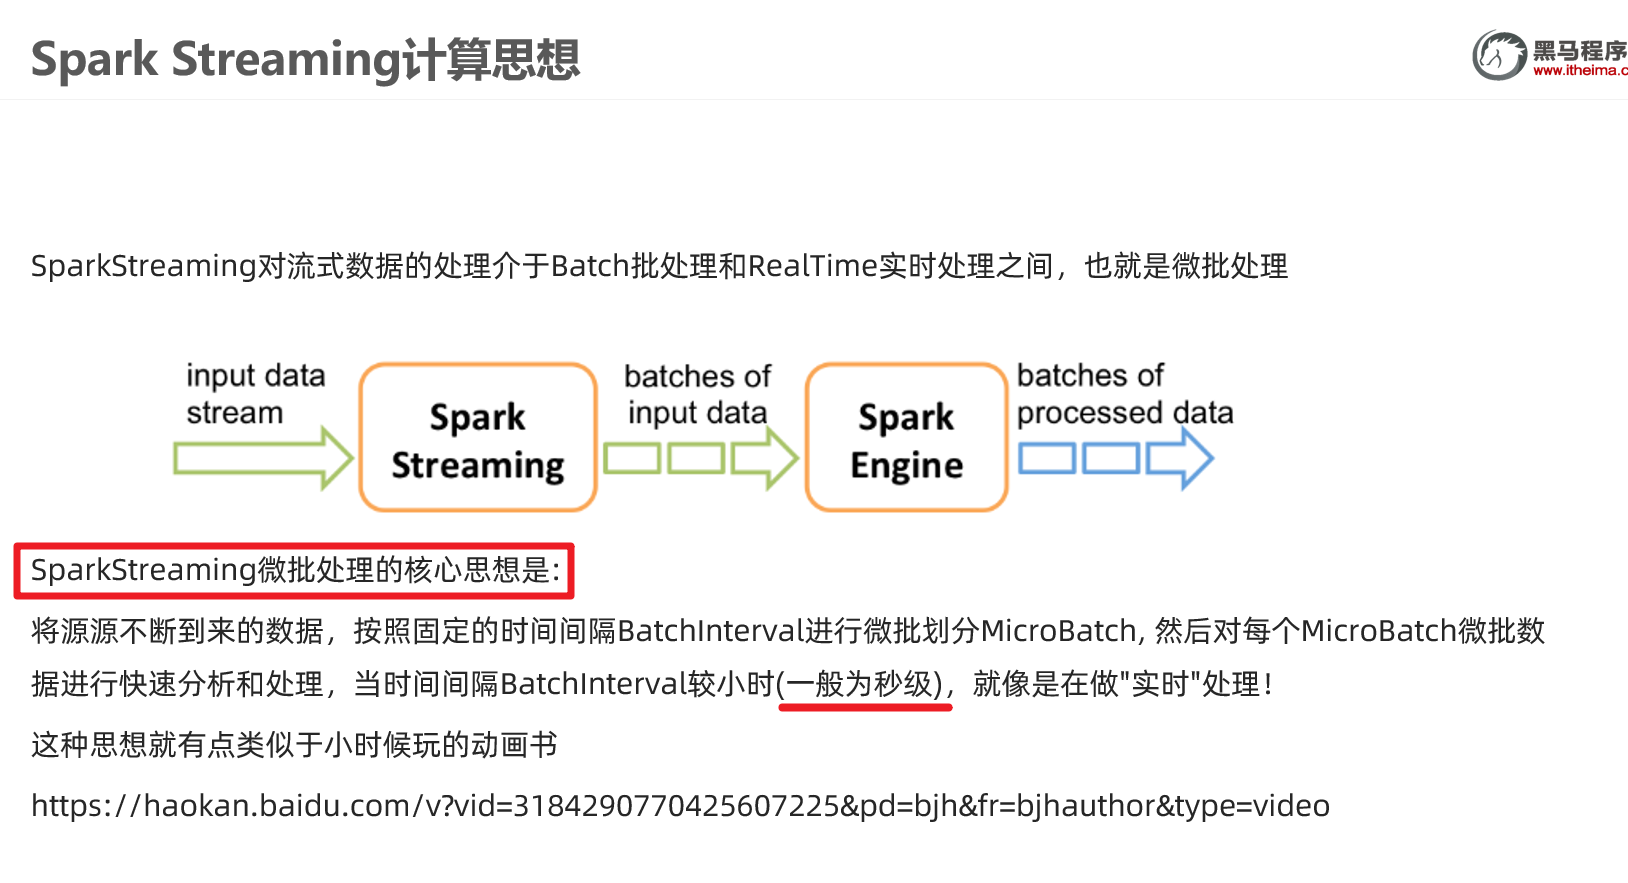 Spark Streaming计算思想
黑马程序
www.itheima.c
SparkStreaming对流式数据的处理介于Batch批处理和RealTime实时处理之间，也就是微批处理
input data
stream
Spark
Streaming
batches of
input data
Spark
Engine
batches of
processed data
SparkStreaming微批处理的核心思想是:
将源源不断到来的数据，按照固定的时间间隔BatchInterval进行微批划分MicroBatch, 然后对每个MicroBatch微批数
据进行快速分析和处理，当时间间隔BatchInterval较小时(一般为秒级)，就像是在做"实时"处理！
这种思想就有点类似于小时候玩的动画书
https://haokan.baidu.com/v?vid=3184290770425607225&pd=bjh&fr=bjhauthor&type=video